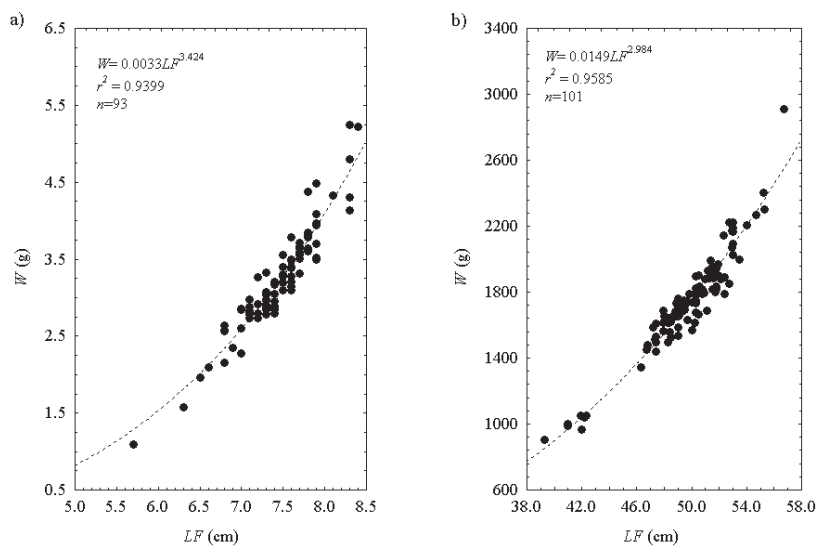 a)
W= 0.0033LF^3.424
r^2 = 0.9399
n=93
6.5
5.5
4.5
3.5
2.5
1.5
0.5
W (g)
5.0 5.5 6.0 6.5 7.0 7.5 8.0 8.5
LF (cm)
b)
W= 0.0149LF^2.984
r^2 = 0.9585
n=101
3400
3000
2600
2200
1800
1400
1000
600
W (g)
38.0 42.0 46.0 50.0 54.0 58.0
LF (cm)